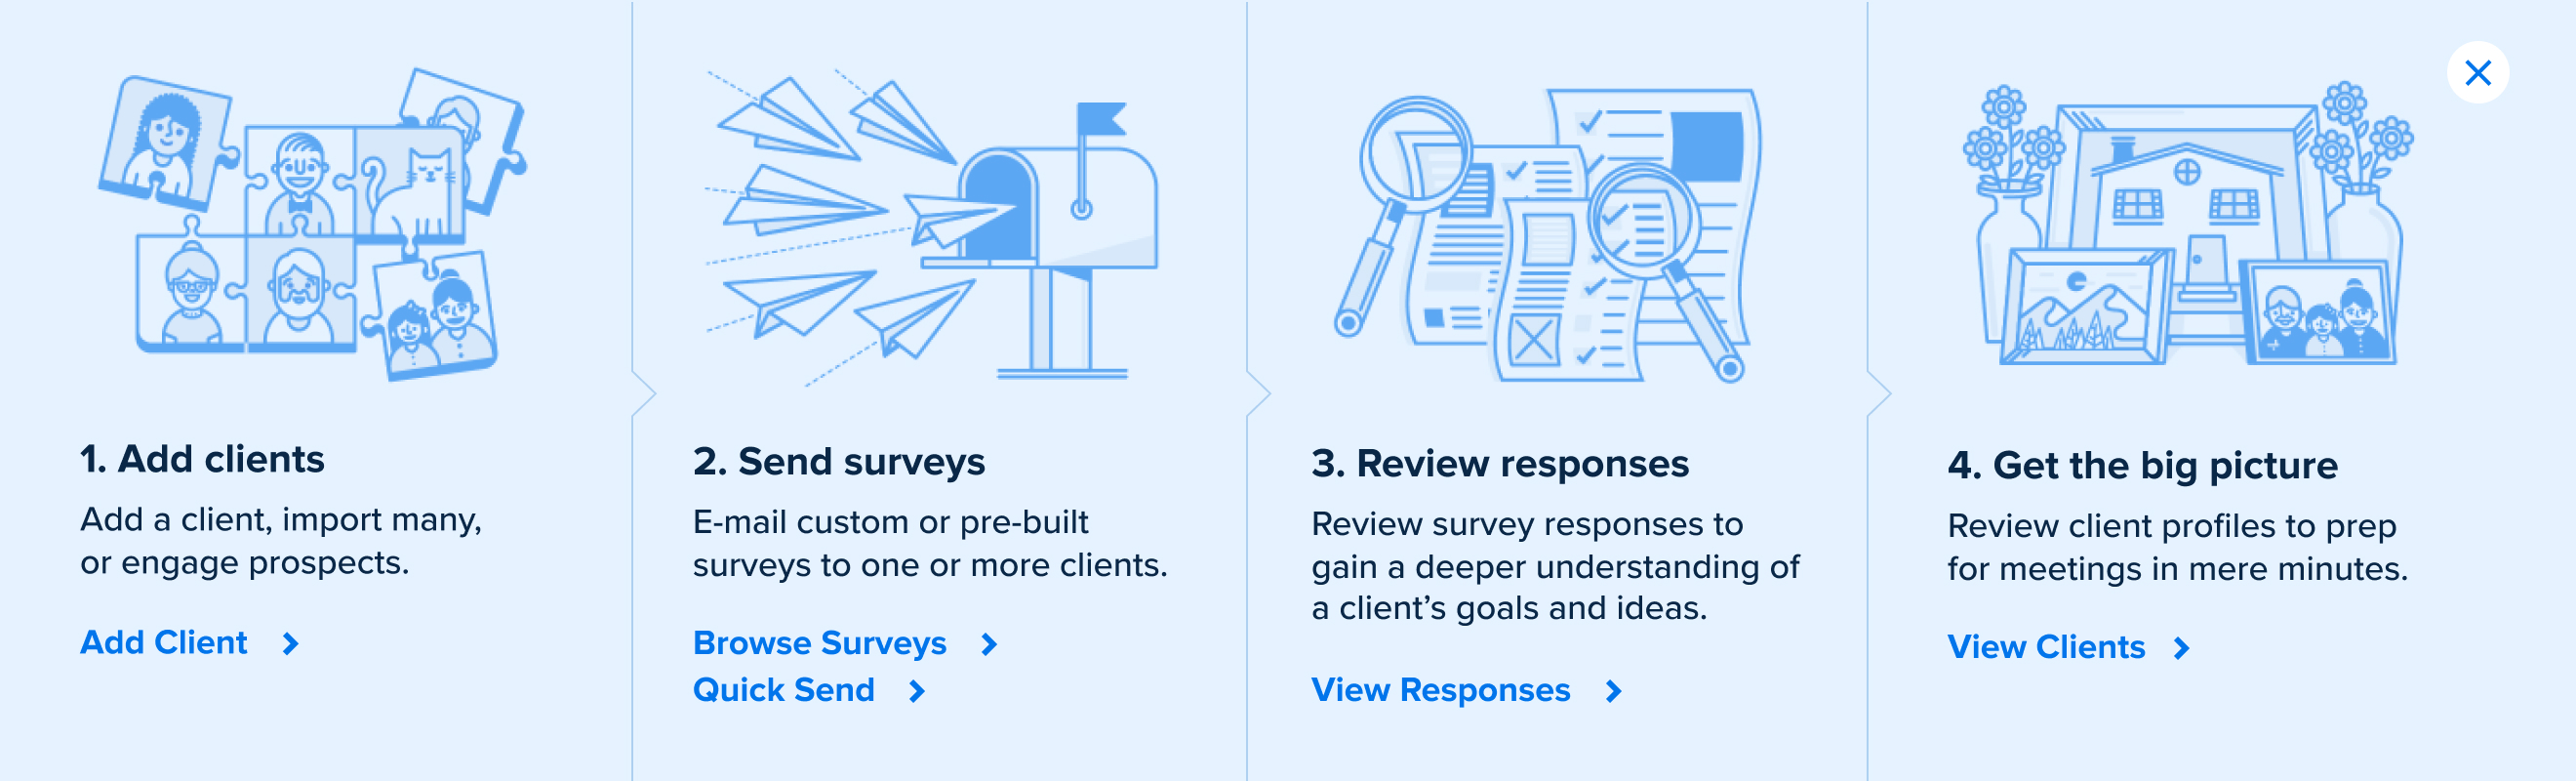 1. Add clients
Add a client, import many,
or engage prospects.
Add Client
2. Send surveys
E-mail custom or pre-built
surveys to one or more clients.
Browse Surveys
Quick Send
3. Review responses
Review survey responses to
gain a deeper understanding of
a client’s goals and ideas.
View Responses
4. Get the big picture
Review client profiles to prep
for meetings in mere minutes.
View Clients